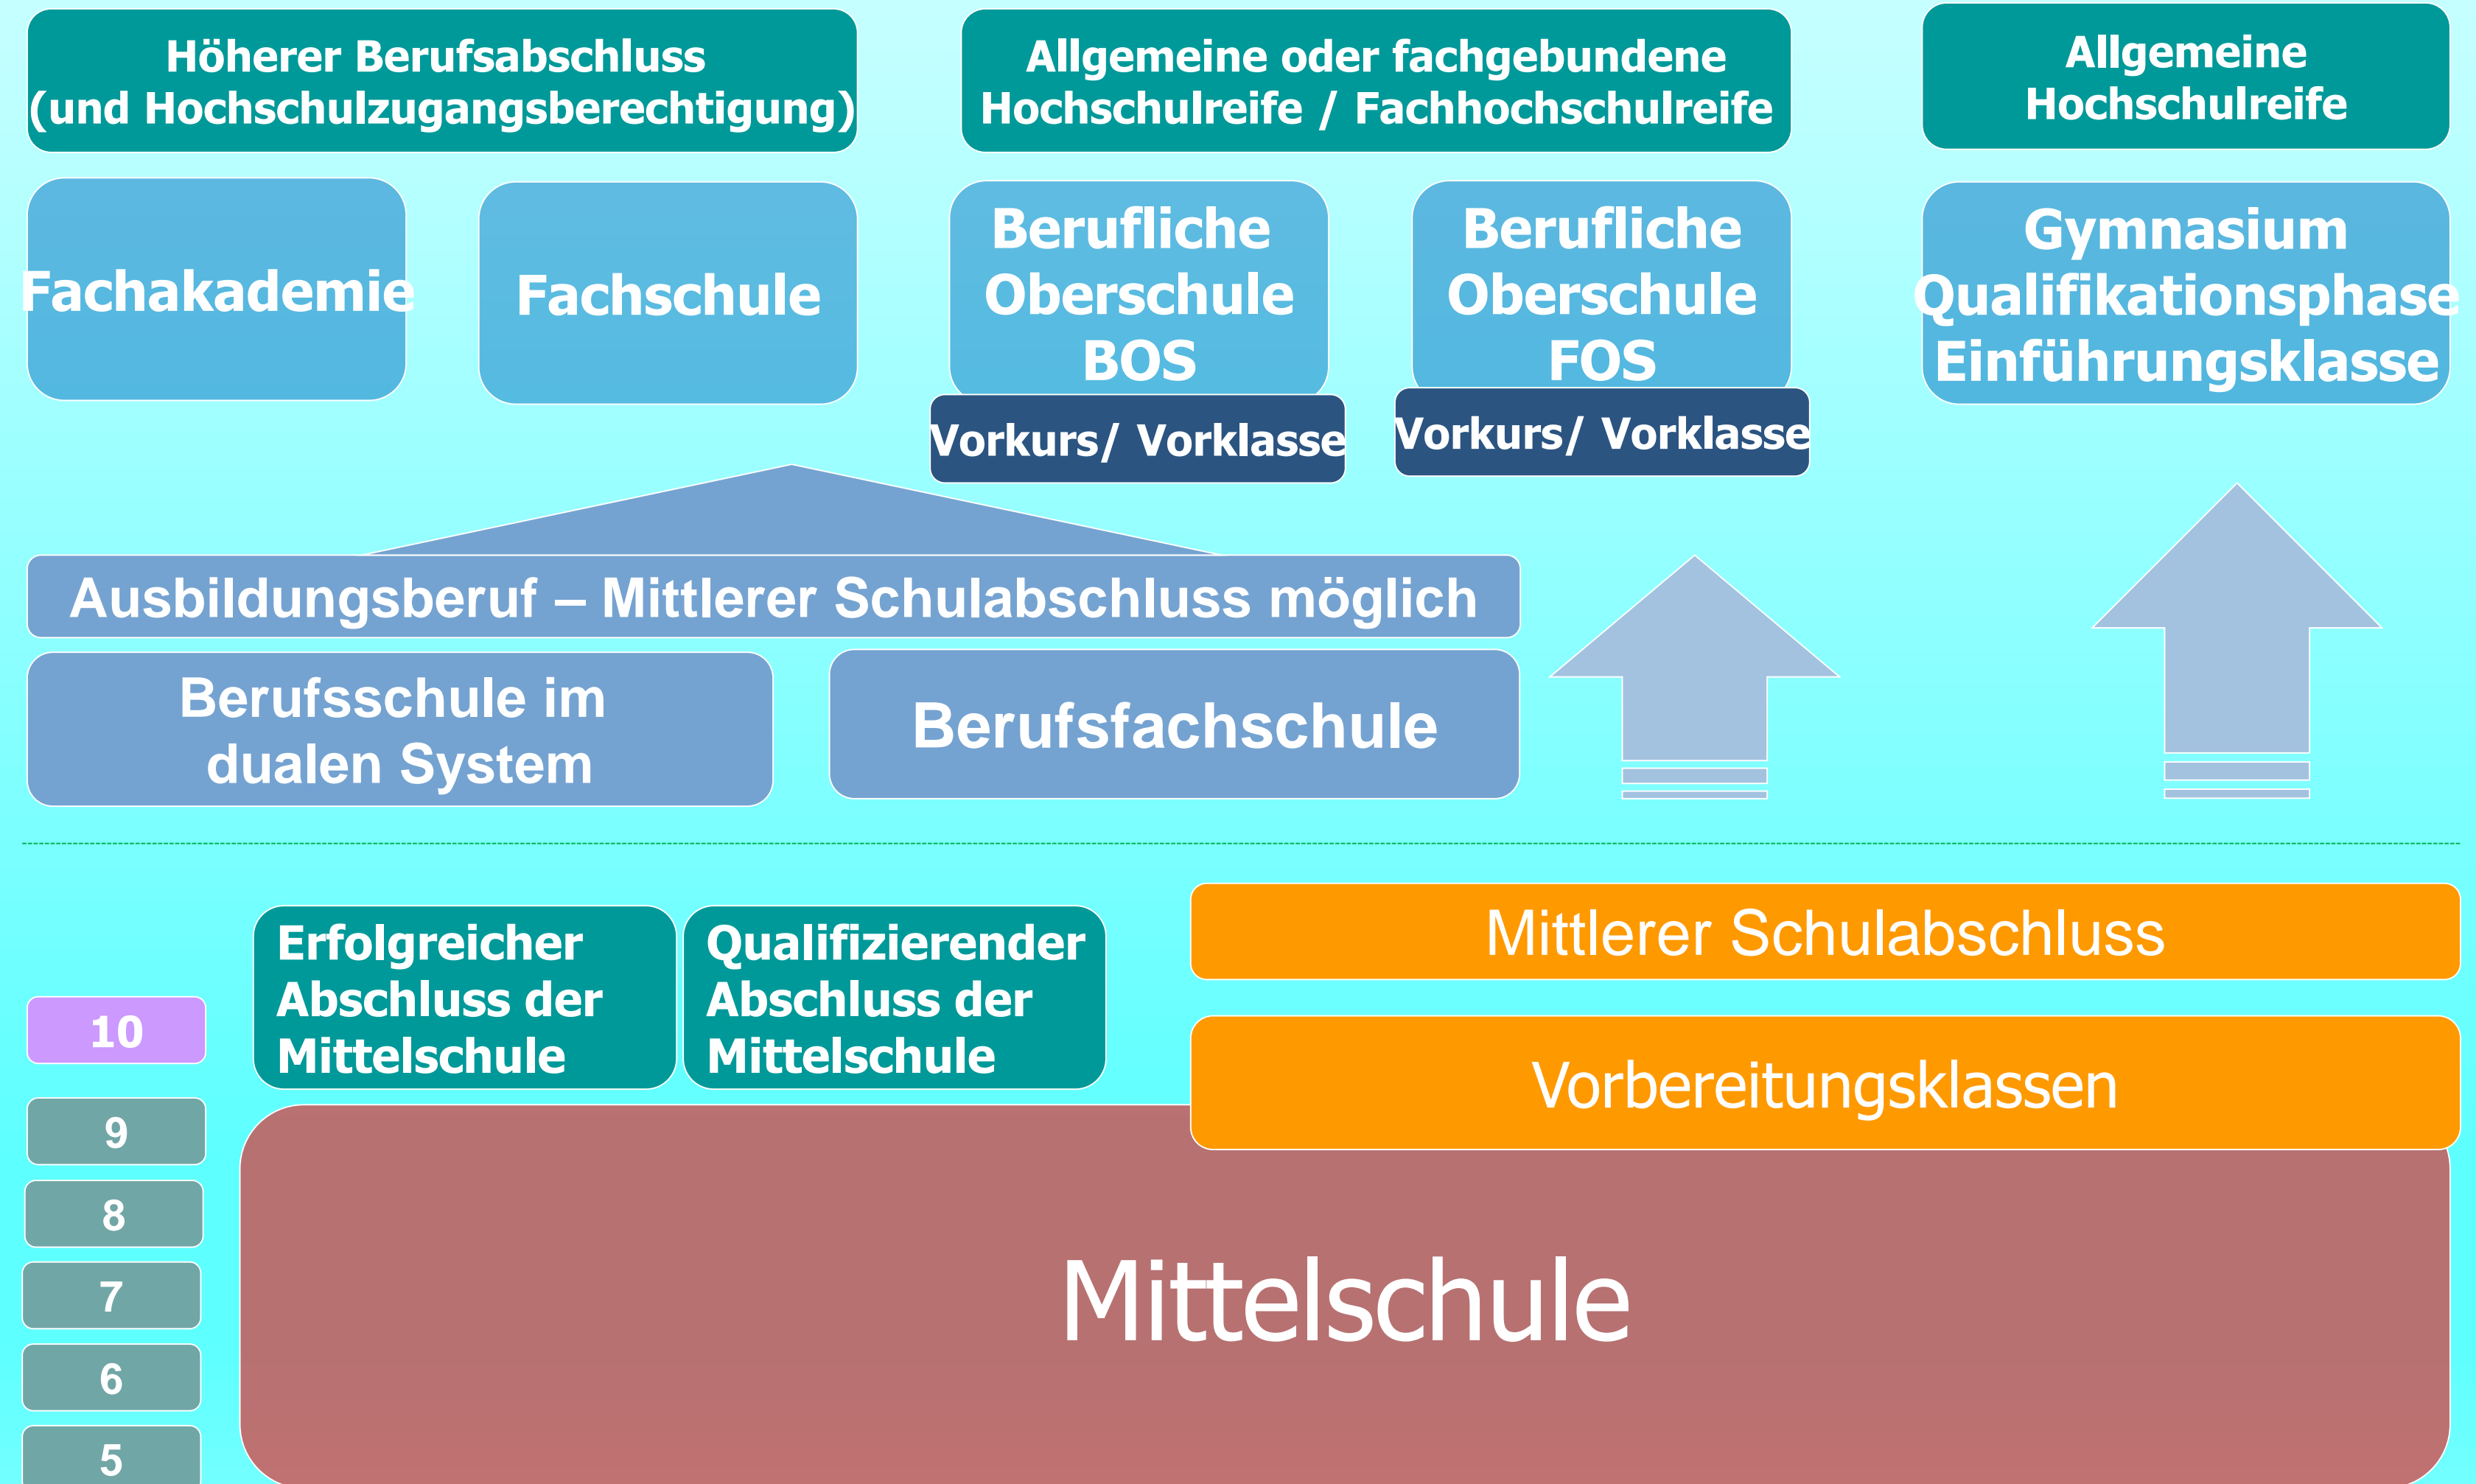 Höherer Berufsabschluss
(und Hochschulzugangsberechtigung)
Allgemeine oder fachgebundene
Hochschulreife / Fachhochschulreife
Allgemeine
Hochschulreife
Fachakademie
Fachschule
Berufliche
Oberschule
BOS
Berufliche
Oberschule
FOS
Gymnasium
Qualifikationsphase
Einführungsklasse
Vorkurs/ Vorklasse
Vorkurs/ Vorklasse
Ausbildungsberuf – Mittlerer Schulabschluss möglich
Berufsschule im
dualen System
Berufsfachschule
Erfolgreicher
Abschluss der
Mittelschule
Qualifizierender
Abschluss der
Mittelschule
Mittlerer Schulabschluss
Vorbereitungsklassen
10
9
8
7
6
5
Mittelschule